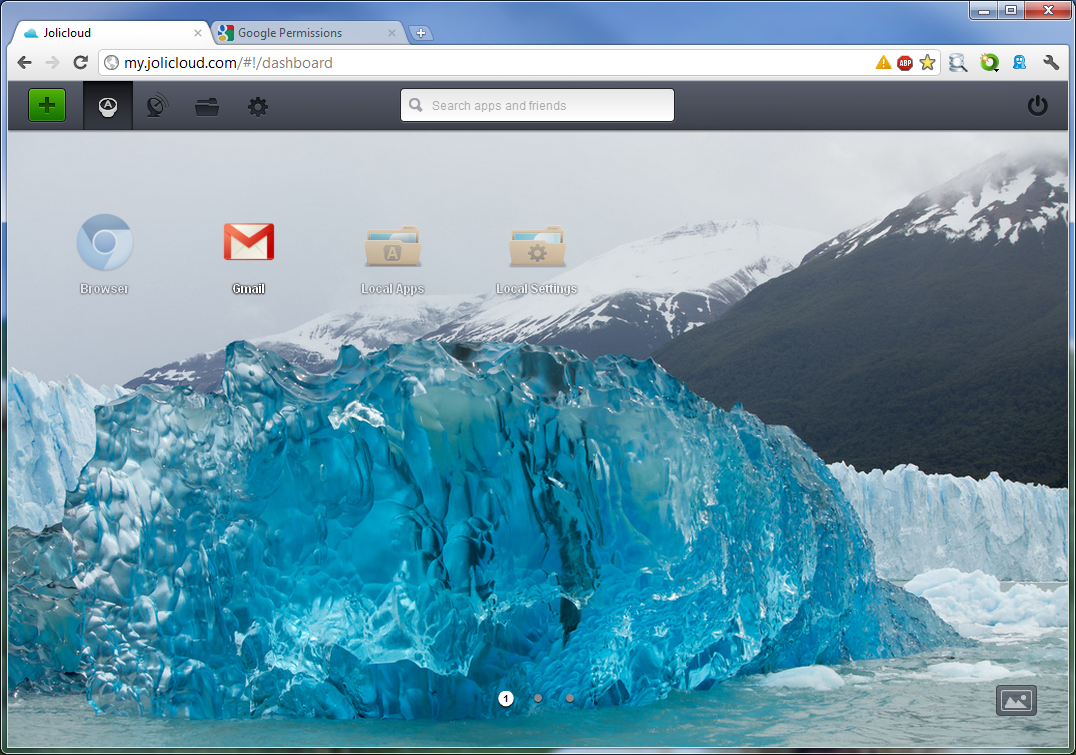 Jolicloud
Google Permissions
my.jolicloud.com/#!/dashboard
ABP
Search apps and friends
A
Browser
Gmail
Local Apps
Local Settings
1